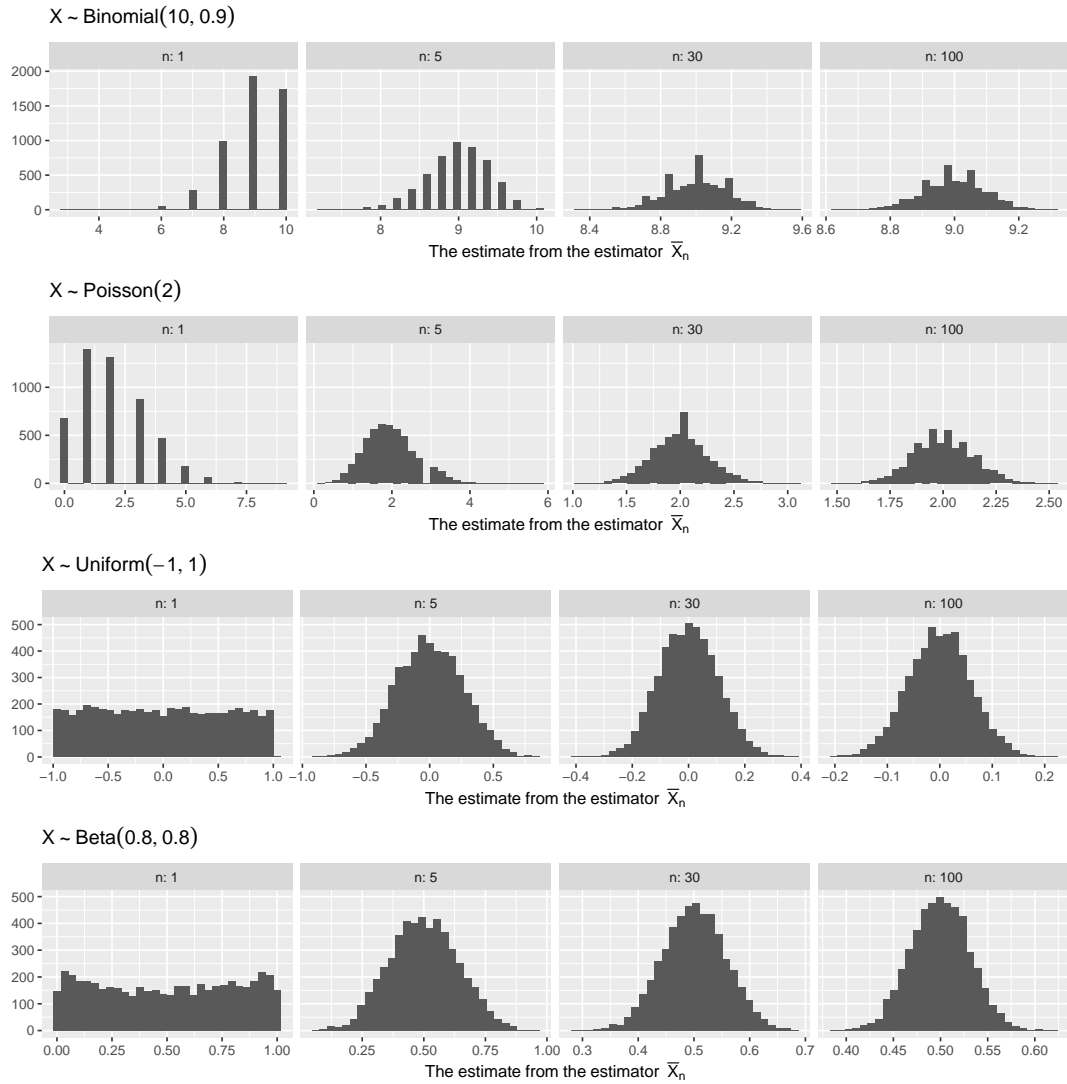 X ~ Binomial(10, 0.9)
n: 1 n: 5 n: 30 n: 100
2000
1500
1000
500
0
4 6 8 10 8 9 10 8.4 8.8 9.2 9.6 8.6 8.8 9.0 9.2
The estimate from the estimator X̅n
X ~ Poisson(2)
n: 1 n: 5 n: 30 n: 100
1000
500
0
0.0 2.5 5.0 7.5 0 2 4 6 1.0 1.5 2.0 2.5 3.0 1.50 1.75 2.00 2.25 2.50
The estimate from the estimator X̅n
X ~ Uniform(−1, 1)
n: 1 n: 5 n: 30 n: 100
500
400
300
200
100
0
−1.0 −0.5 0.0 0.5 1.0 −1.0 −0.5 0.0 0.5 −0.4 −0.2 0.0 0.2 0.4 −0.2 −0.1 0.0 0.1 0.2
The estimate from the estimator X̅n
X ~ Beta(0.8, 0.8)
n: 1 n: 5 n: 30 n: 100
500
400
300
200
100
0
0.00 0.25 0.50 0.75 1.00 0.25 0.50 0.75 1.00 0.3 0.4 0.5 0.6 0.7 0.40 0.45 0.50 0.55 0.60
The estimate from the estimator X̅n